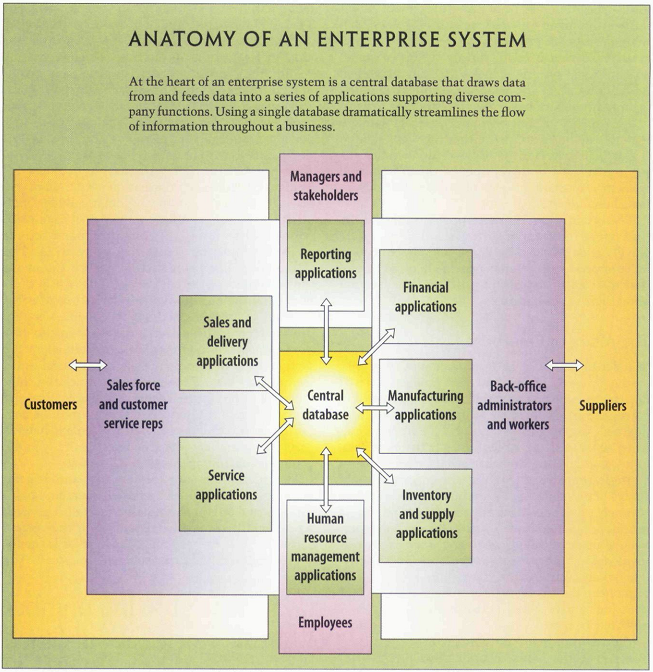 ANATOMY OF AN ENTERPRISE SYSTEM
At the heart of an enterprise system is a central database that draws data
from and feeds data into a series of applications supporting diverse com-
pany functions. Using a single database dramatically streamlines the flow
of information throughout a business.
Managers and
stakeholders
Reporting
applications
Financial
applications
Sales and
delivery
applications
Customers
Sales force
and customer
service reps
Central
database
Manufacturing
applications
Back-office
administrators
and workers
Suppliers
Service
applications
Inventory
and supply
applications
Human
resource
management
applications
Employees